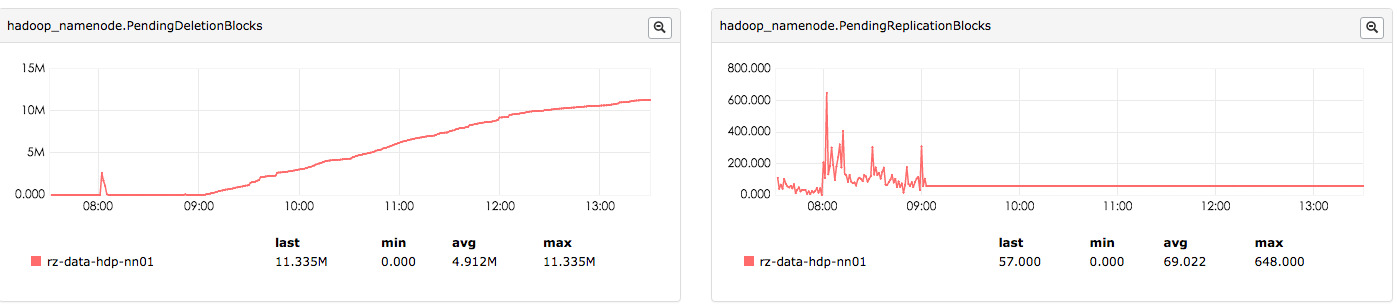 hadoop_namenode.PendingDeletionBlocks
15M
10M
5M
0.000
08:00 09:00 10:00 11:00 12:00 13:00
last min avg max
rz-data-hdp-nn01 11.335M 0.000 4.912M 11.335M
hadoop_namenode.PendingReplicationBlocks
800.000
600.000
400.000
200.000
0.000
08:00 09:00 10:00 11:00 12:00 13:00
last min avg max
rz-data-hdp-nn01 57.000 0.000 69.022 648.000